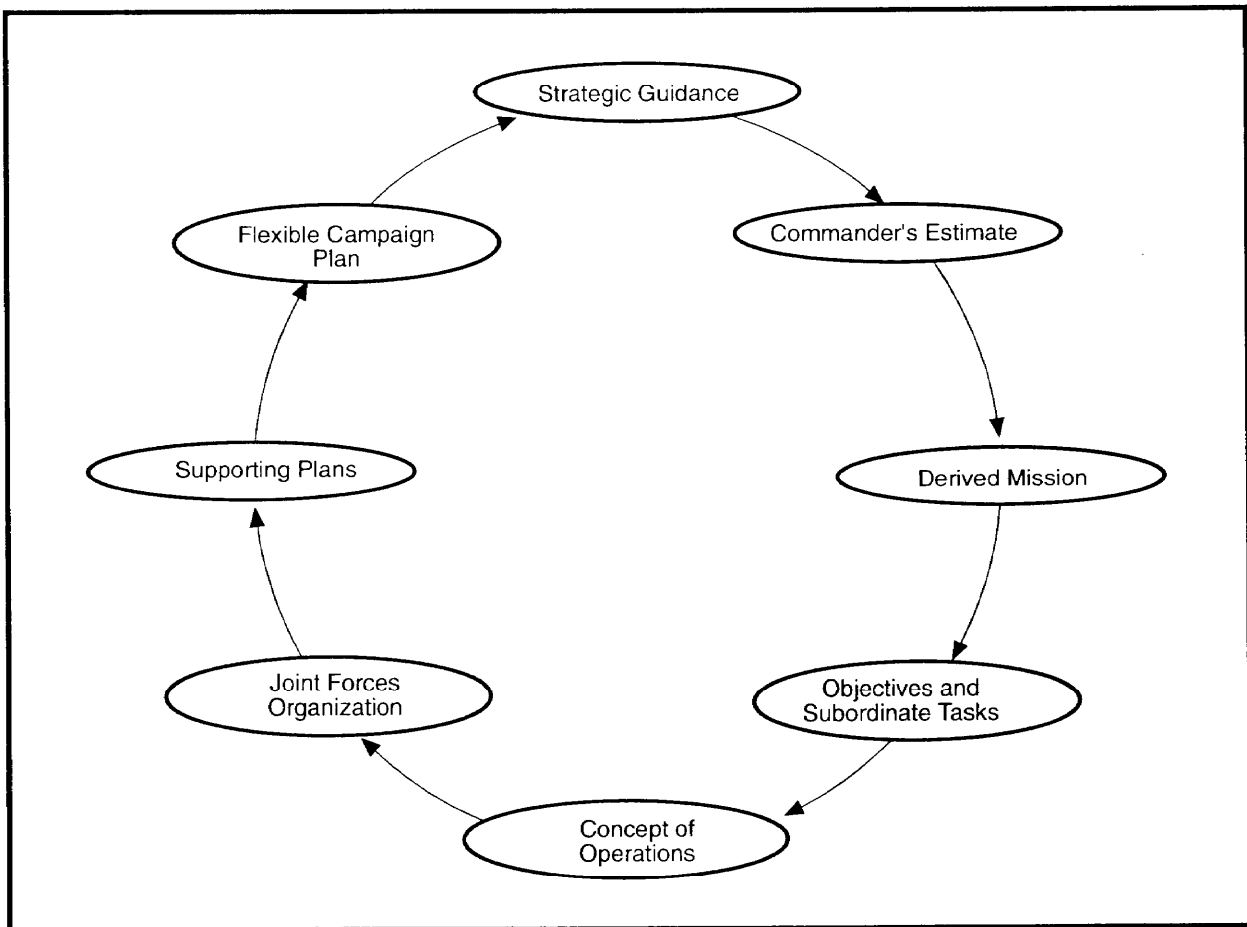 Strategic Guidance
Commander's Estimate
Derived Mission
Objectives and
Subordinate Tasks
Concept of
Operations
Joint Forces
Organization
Supporting Plans
Flexible Campaign
Plan